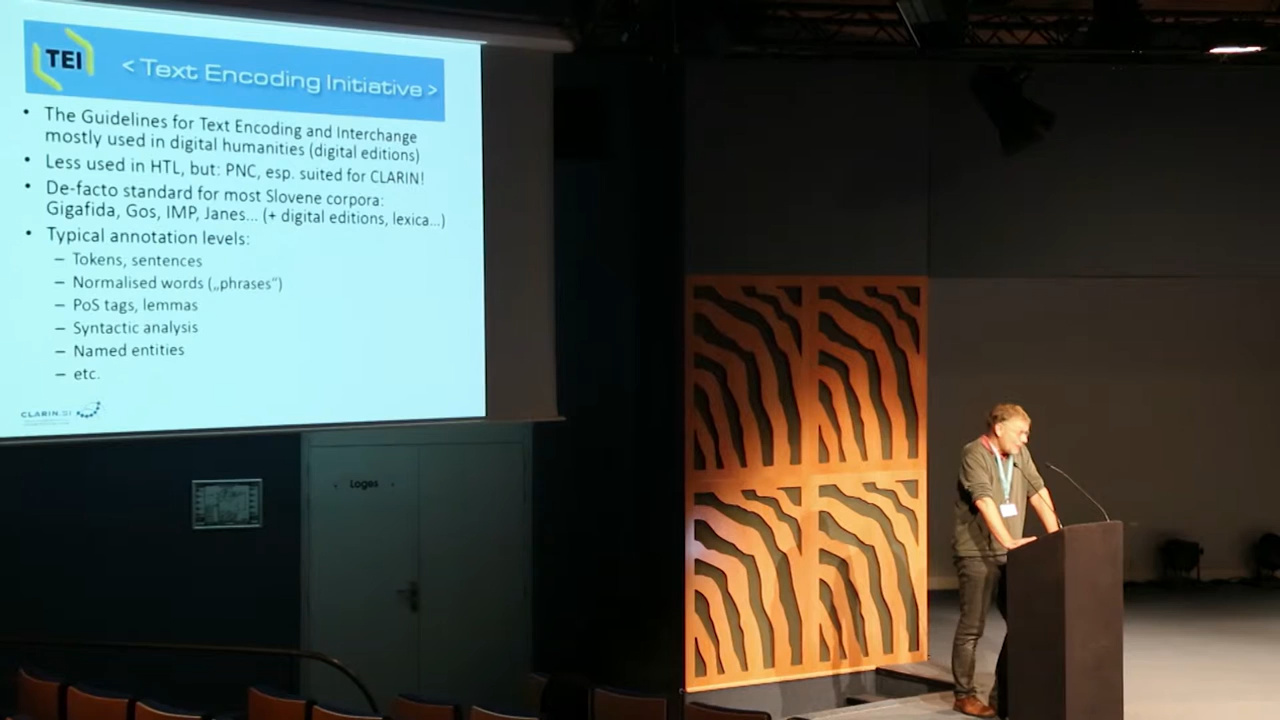 TEI
< Text Encoding Initiative >
• The Guidelines for Text Encoding and Interchange
mostly used in digital humanities (digital editions)
• Less used in HTL, but: PNC, esp. suited for CLARIN!
• De-facto standard for most Slovene corpora:
Gigafida, Gos, IMP, Janes... (+ digital editions, lexica...)
• Typical annotation levels:
– Tokens, sentences
– Normalised words („phrases“)
– PoS tags, lemmas
– Syntactic analysis
– Named entities
– etc.
CLARIN.SI
Loges